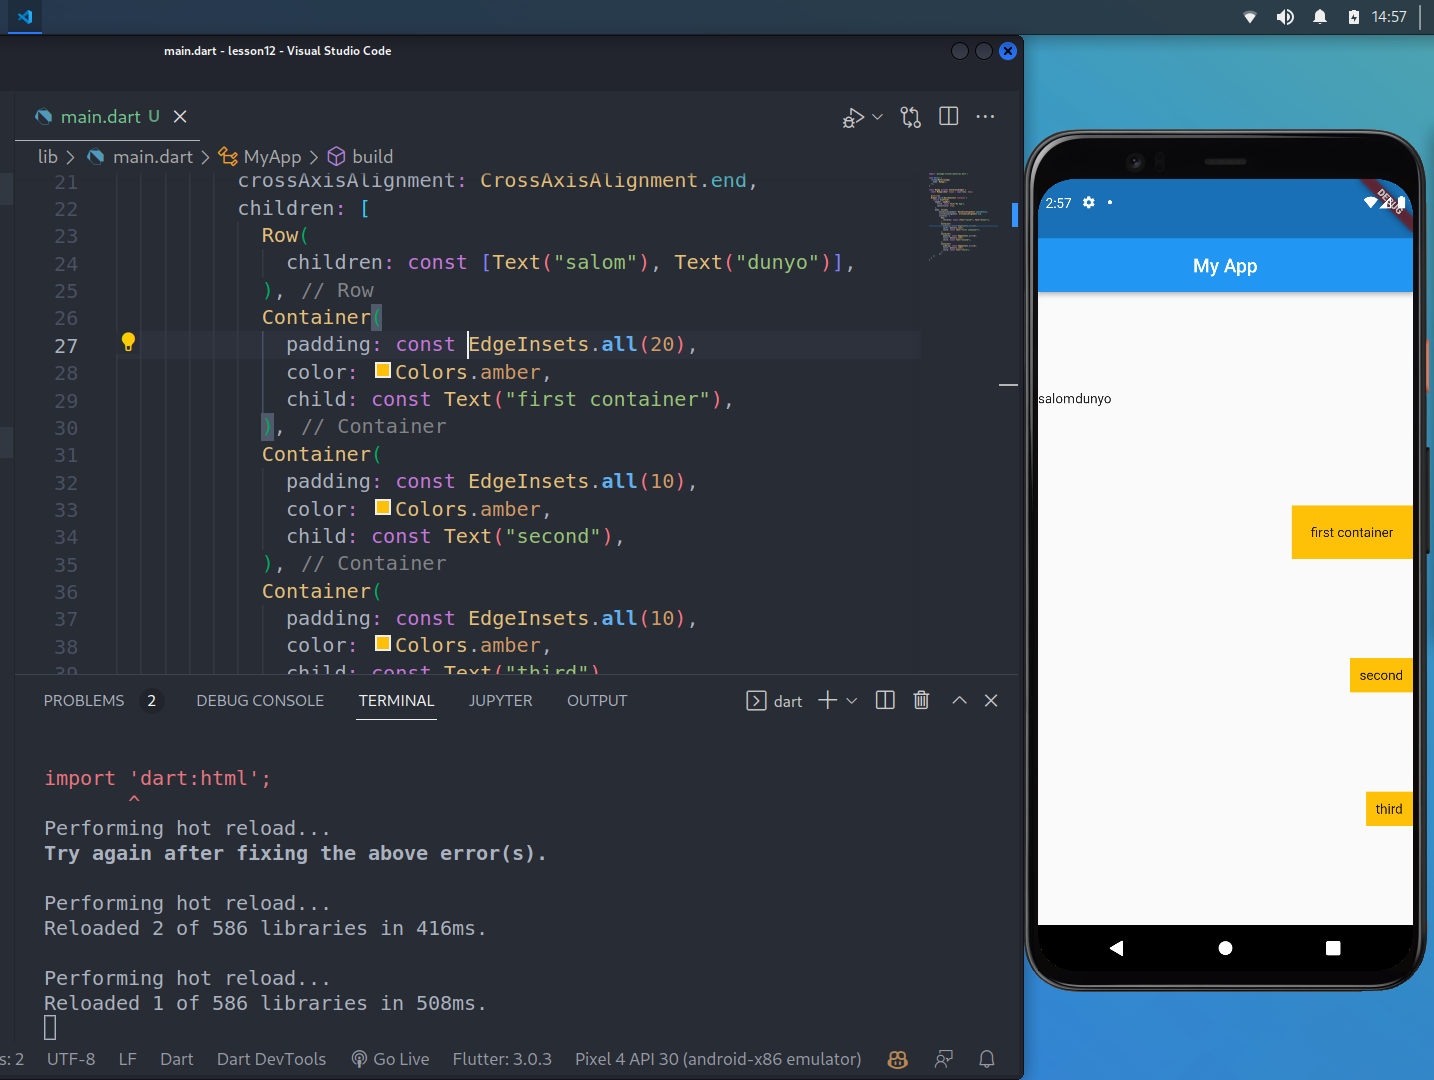 14:57
main.dart - lesson12 - Visual Studio Code
main.dart U
lib > main.dart > MyApp > build
21 crossAxisAlignment: CrossAxisAlignment.end,
22 children: [
23 Row(
24 children: const [Text("salom"), Text("dunyo")],
25 ), // Row
26 Container(
27 padding: const EdgeInsets.all(20),
28 color: Colors.amber,
29 child: const Text("first container"),
30 ), // Container
31 Container(
32 padding: const EdgeInsets.all(10),
33 color: Colors.amber,
34 child: const Text("second"),
35 ), // Container
36 Container(
37 padding: const EdgeInsets.all(10),
38 color: Colors.amber,
39 child: const Text("third")
PROBLEMS 2 DEBUG CONSOLE TERMINAL JUPYTER OUTPUT dart
import 'dart:html';
^
Performing hot reload...
Try again after fixing the above error(s).
Performing hot reload...
Reloaded 2 of 586 libraries in 416ms.
Performing hot reload...
Reloaded 1 of 586 libraries in 508ms.
s: 2 UTF-8 LF Dart Dart DevTools Go Live Flutter: 3.0.3 Pixel 4 API 30 (android-x86 emulator)
2:57
DEBUG
My App
salomdunyo
first container
second
third